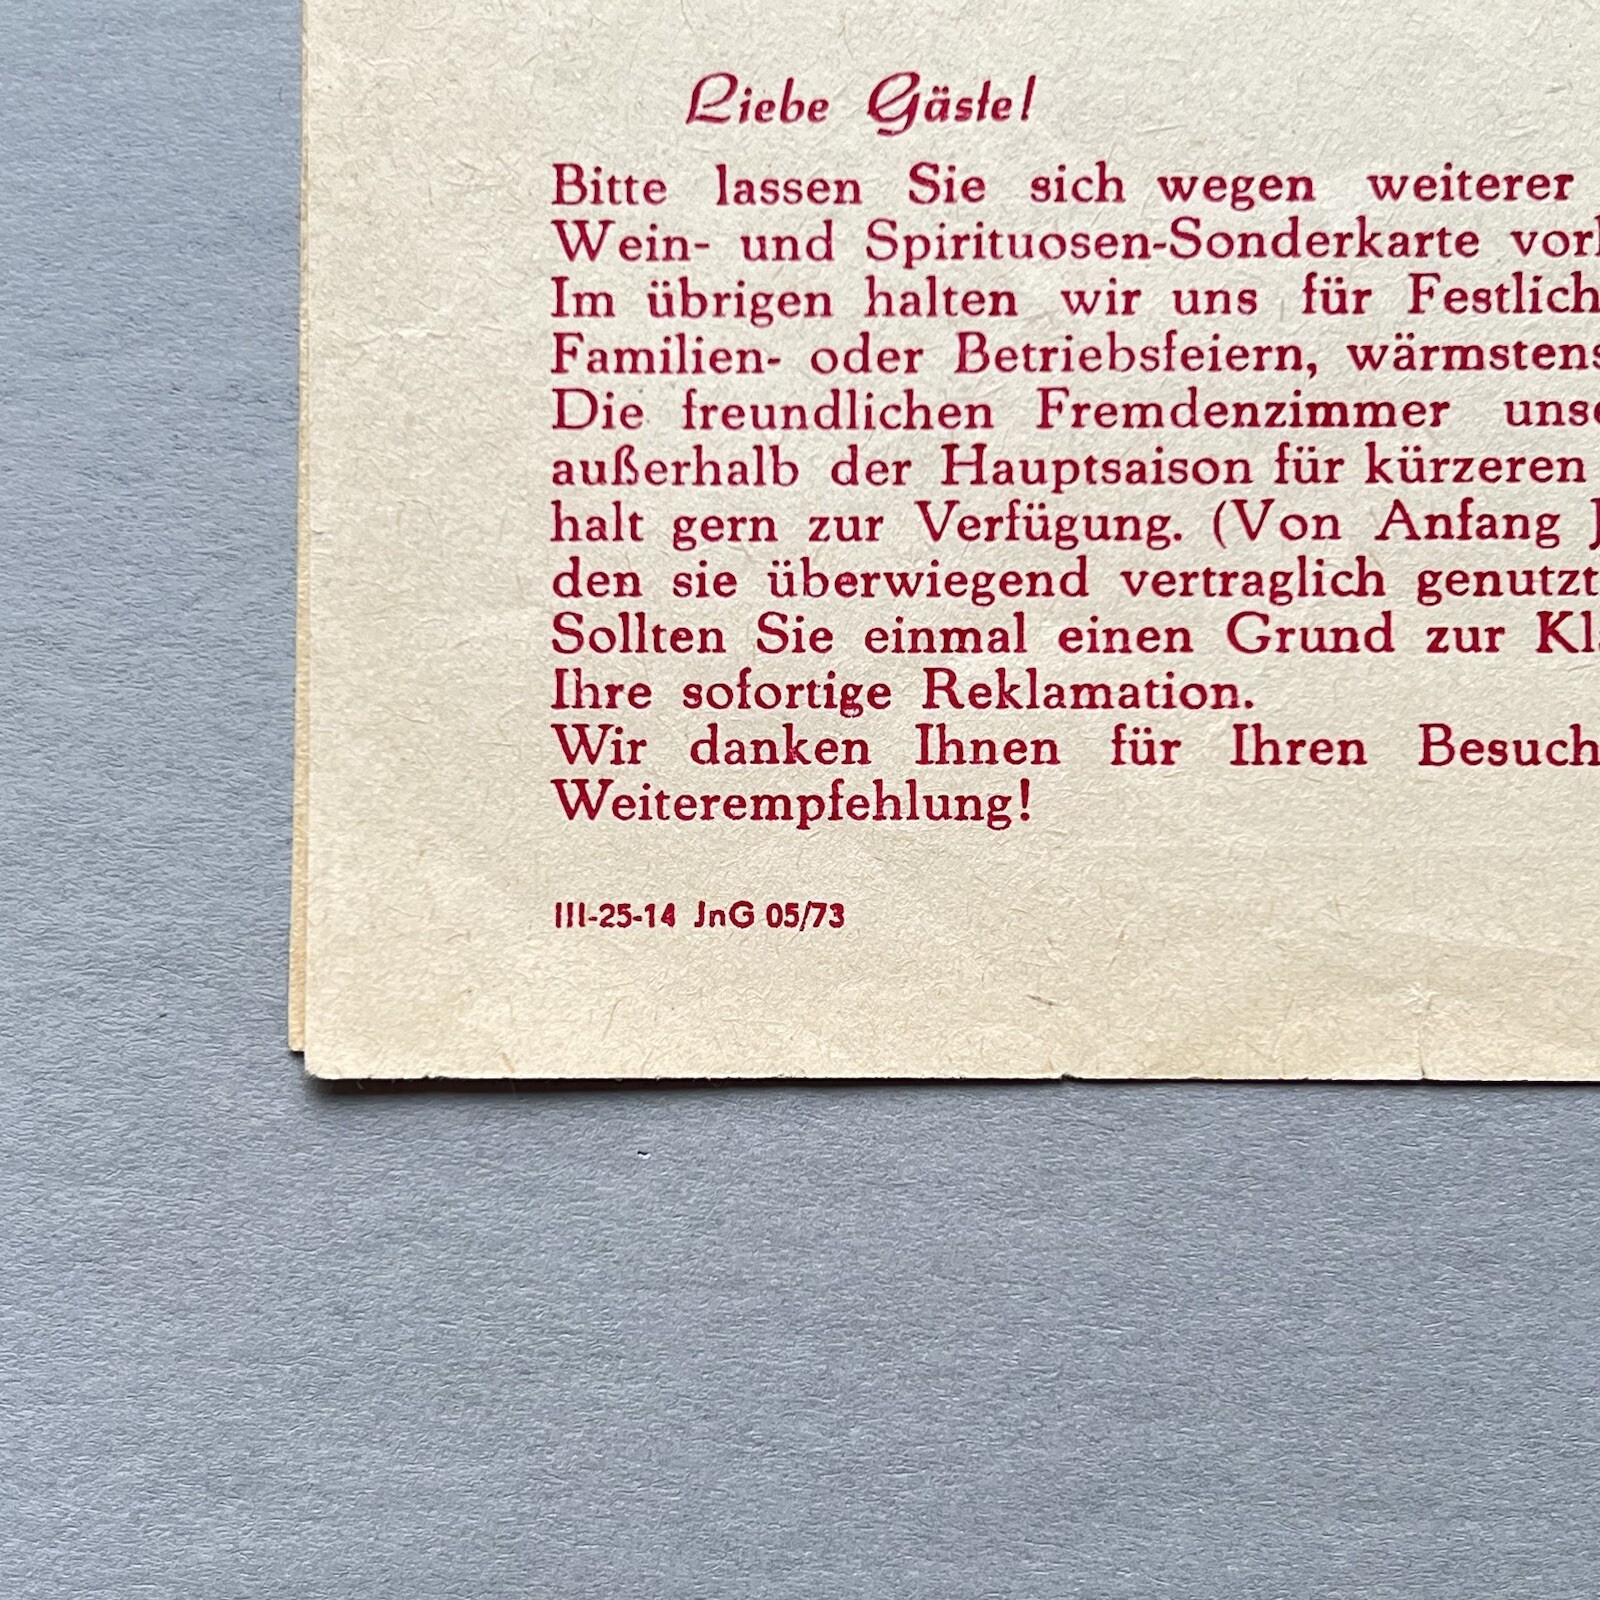 Liebe Gäste!
Bitte lassen Sie sich wegen weiterer
Wein- und Spirituosen-Sonderkarte
Im übrigen halten wir uns für
Familien- oder Betriebsfeiern, wärmstens
Die freundlichen Fremdenzimmer
außerhalb der Hauptsaison für kürzeren
halt gern zur Verfügung. (Von Anfang
den sie überwiegend vertraglich genutzt
Sollten Sie einmal einen Grund zur
Ihre sofortige Reklamation.
Wir danken Ihnen für Ihren Besuch
Weiterempfehlung!
III-25-14 JnG 05/73